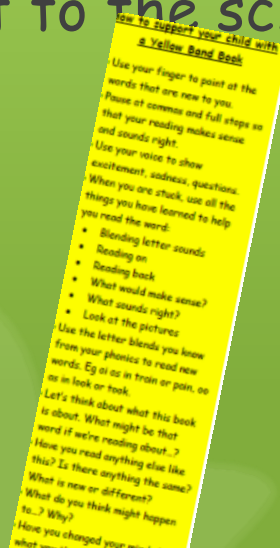 t to the sc
how to support your child with
a Yellow Band Book
Use your finger to point at the
words that are new to you.
Pause at commas and full stops so
that your reading makes sense
and sounds right.
Use your voice to show
excitement, sadness, questions.
When you are stuck, use all the
things you have learned to help
you read the word:
• Blending letter sounds
• Reading on
• Reading back
• What would make sense?
• What sounds right?
• Look at the pictures
Use the letter blends you know
from your phonics to read new
words. Eg ai as in train or pain, oo
as in look or took.
Let's think about what this book
is about. What might be that
word if we're reading about...?
Have you read anything else like
this? Is there anything the same?
What is new or different?
What do you think might happen
to...? Why?
Have you changed your
what you